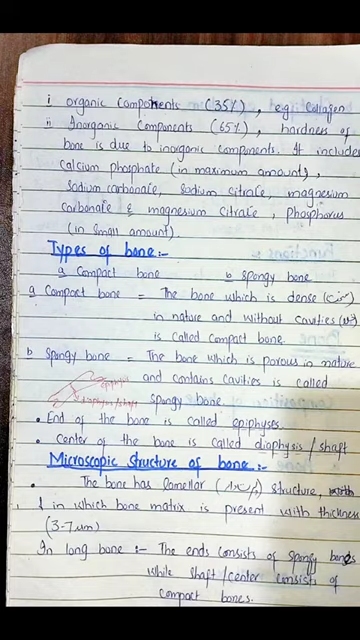 i organic components (35%), e.g Collagen
ii Inorganic Components (65%), hardness of
bone is due to inorganic components. It includes
calcium phosphate (in maximum amount),
sodium carbonate, sodium citrate, magnesium
carbonate & magnesium citrate, phosphorus
(in small amount)
Types of bone:-
a Compact bone b Spongy bone
a Compact bone = The bone which is dense
in nature and without cavities
is called compact bone
b Spongy bone = The bone which is porous in nature
and contains cavities is called
spongy bone
• End of the bone is called epiphyses.
• Center of the bone is called diaphysis / shaft
Microscopic Structure of bone:-
• The bone has lamellar structure,
& in which bone matrix is present with thickness
(3-7um)
In long bone :- The ends consists of spongy bones
while shaft/center consists of
compact bones.